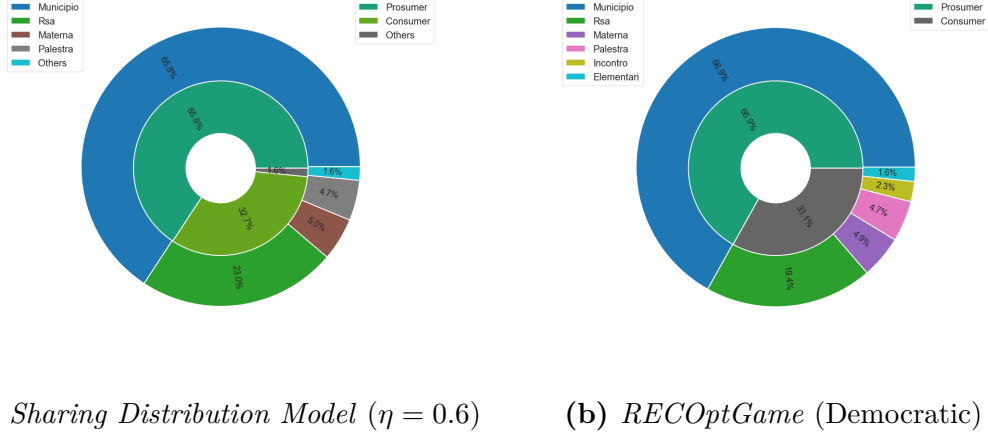 Municipio
Rsa
Materna
Palestra
Others
Prosumer
Consumer
Others
65.8%
65.8%
1.6%
1.6%
4.7%
5.0%
32.7%
23.0%
Municipio
Rsa
Materna
Palestra
Incontro
Elementari
Prosumer
Consumer
66.9%
66.9%
1.6%
2.3%
4.7%
4.9%
33.1%
19.4%
Sharing Distribution Model (η = 0.6)
(b) RECOptGame (Democratic)